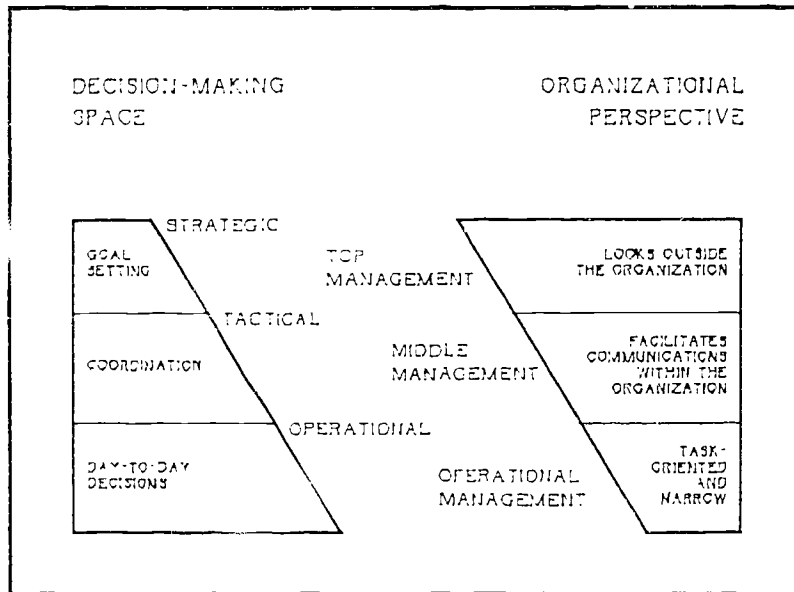 DECISION-MAKING
SPACE
ORGANIZATIONAL
PERSPECTIVE
STRATEGIC
GOAL
SETTING
TOP
MANAGEMENT
LOOKS OUTSIDE
THE ORGANIZATION
TACTICAL
COORDINATION
MIDDLE
MANAGEMENT
FACILITATES
COMMUNICATIONS
WITHIN THE
ORGANIZATION
OPERATIONAL
DAY-TO-DAY
DECISIONS
OPERATIONAL
MANAGEMENT
TASK-
ORIENTED
AND
NARROW